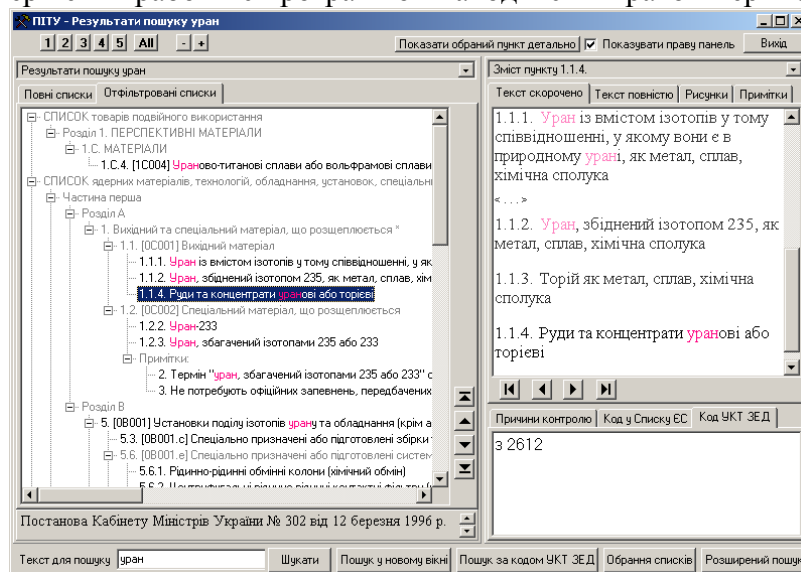 ПІТУ - Результати пошуку уран
1 2 3 4 5 All - +
Показати обраний пункт детально
Показувати праву панель
Вихід
Результати пошуку уран
Повні списки
Отфільтровані списки
СПИСОК товарів подвійного використання
Розділ 1. ПЕРСПЕКТИВНІ МАТЕРІАЛИ
1.C. МАТЕРІАЛИ
1.C.4. [1C004] Ураново-титанові сплави або вольфрамові сплави
СПИСОК ядерних матеріалів, технологій, обладнання, установок, спеціальні
Частина перша
Розділ A
1. Вихідний та спеціальний матеріал, що розщеплюється *
1.1. [0C001] Вихідний матеріал
1.1.1. Уран із вмістом ізотопів у тому співвідношенні, у як
1.1.2. Уран, збіднений ізотопом 235, як метал, сплав, хім
1.1.4. Руди та концентрати уранові або торієві
1.2. [0C002] Спеціальний матеріал, що розщеплюється
1.2.2. Уран-233
1.2.3. Уран, збагачений ізотопами 235 або 233
Примітки:
2. Термін "уран, збагачений ізотопами 235 або 233" о
3. Не потребують офіційних запевнень, передбачених
Розділ B
5. [0B001] Установки поділу ізотопів урану та обладнання (крім а
5.3. [0B001.c] Спеціально призначені або підготовлені збірки
5.6. [0B001.e] Спеціально призначені або підготовлені систем
5.6.1. Рідинно-рідинні обмінні колони (хімічний обмін)
Постанова Кабінету Міністрів України № 302 від 12 березня 1996 р.
Зміст пункту 1.1.4.
Текст скорочено
Текст повністю
Рисунки
Примітки
1.1.1. Уран із вмістом ізотопів у тому
співвідношенні, у якому вони є в
природному урані, як метал, сплав,
хімічна сполука
<...>
1.1.2. Уран, збіднений ізотопом 235, як
метал, сплав, хімічна сполука
1.1.3. Торій як метал, сплав, хімічна
сполука
1.1.4. Руди та концентрати уранові або
торієві
Причини контролю
Код у Списку ЄС
Код УКТ ЗЕД
з 2612
Текст для пошуку
уран
Шукати
Пошук у новому вікні
Пошук за кодом УКТ ЗЕД
Обрання списків
Розширений пошук